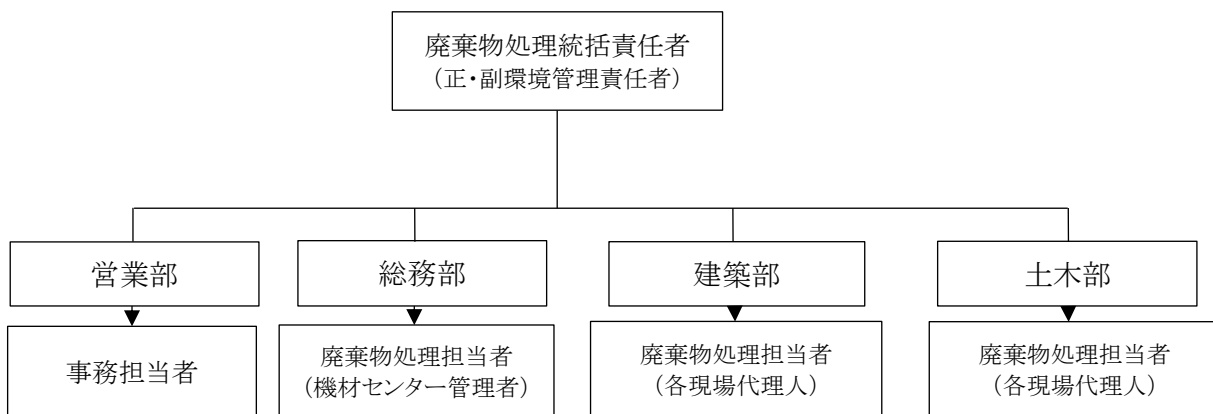 廃棄物処理統括責任者
（正・副環境管理責任者）
営業部
総務部
建築部
土木部
事務担当者
廃棄物処理担当者
（機材センター管理者）
廃棄物処理担当者
（各現場代理人）
廃棄物処理担当者
（各現場代理人）